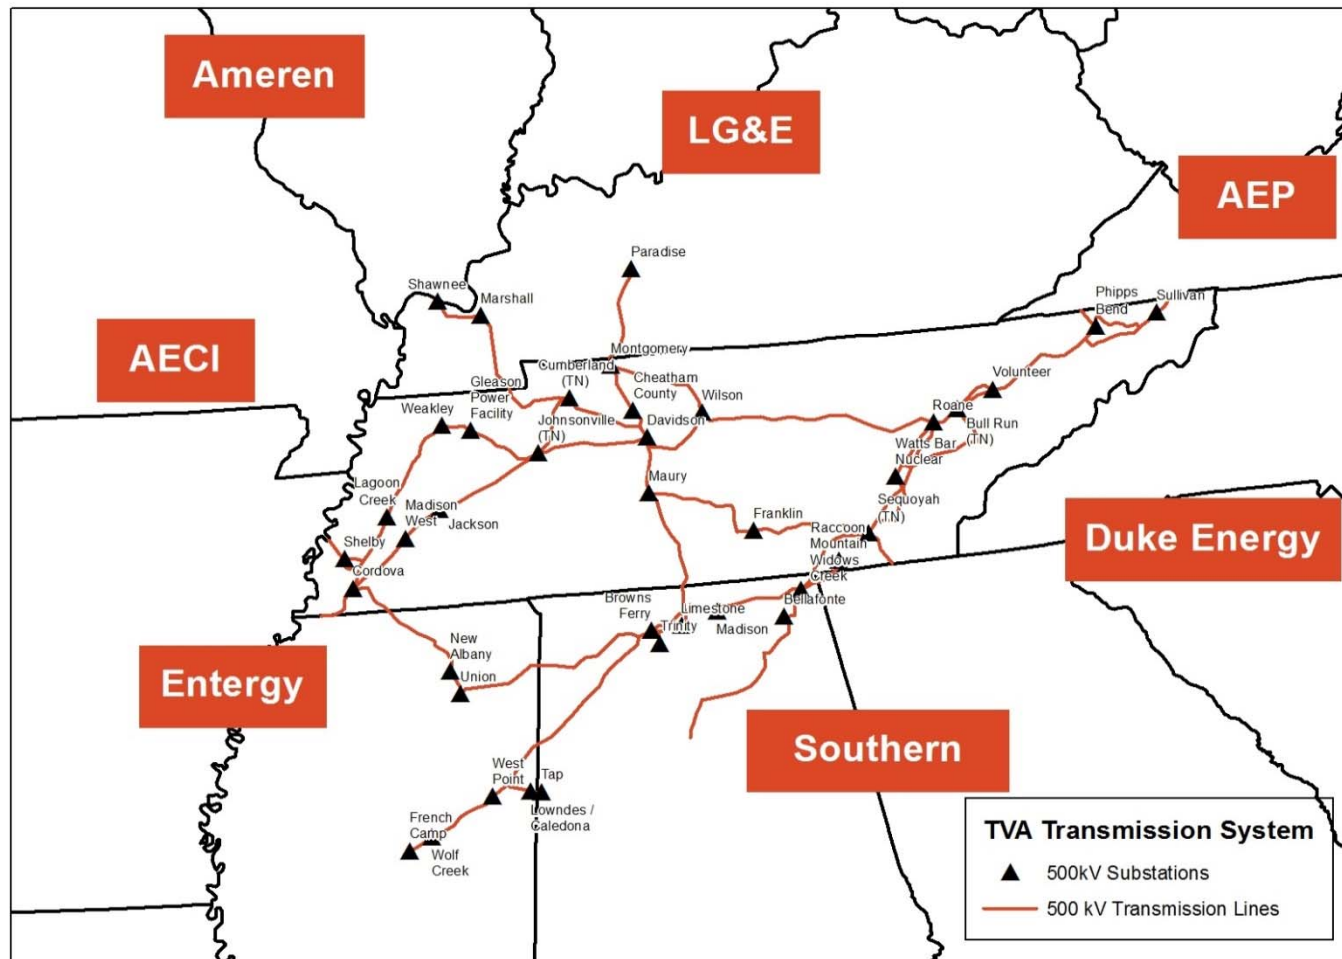 Ameren
LG&E
AEP
AECI
Duke Energy
Entergy
Southern
Paradise
Shawnee
Marshall
Phipps
Bend
Sullivan
Montgomery
Cumberland
(TN)
Cheatham
County
Wilson
Volunteer
Gleason
Power
Facility
Weakley
Johnsonville
(TN)
Davidson
Roane
Bull Run
(TN)
Watts Bar
Nuclear
Maury
Sequoyah
(TN)
Lagoon
Creek
Madison
West
Jackson
Franklin
Raccoon
Mountain
Shelby
Cordova
Widows
Creek
Bellafonte
Browns
Ferry
Trinity
Limestone
Madison
New
Albany
Union
West
Point
Tap
Lowndes /
Caledona
French
Camp
Wolf
Creek
TVA Transmission System
500kV Substations
500 kV Transmission Lines